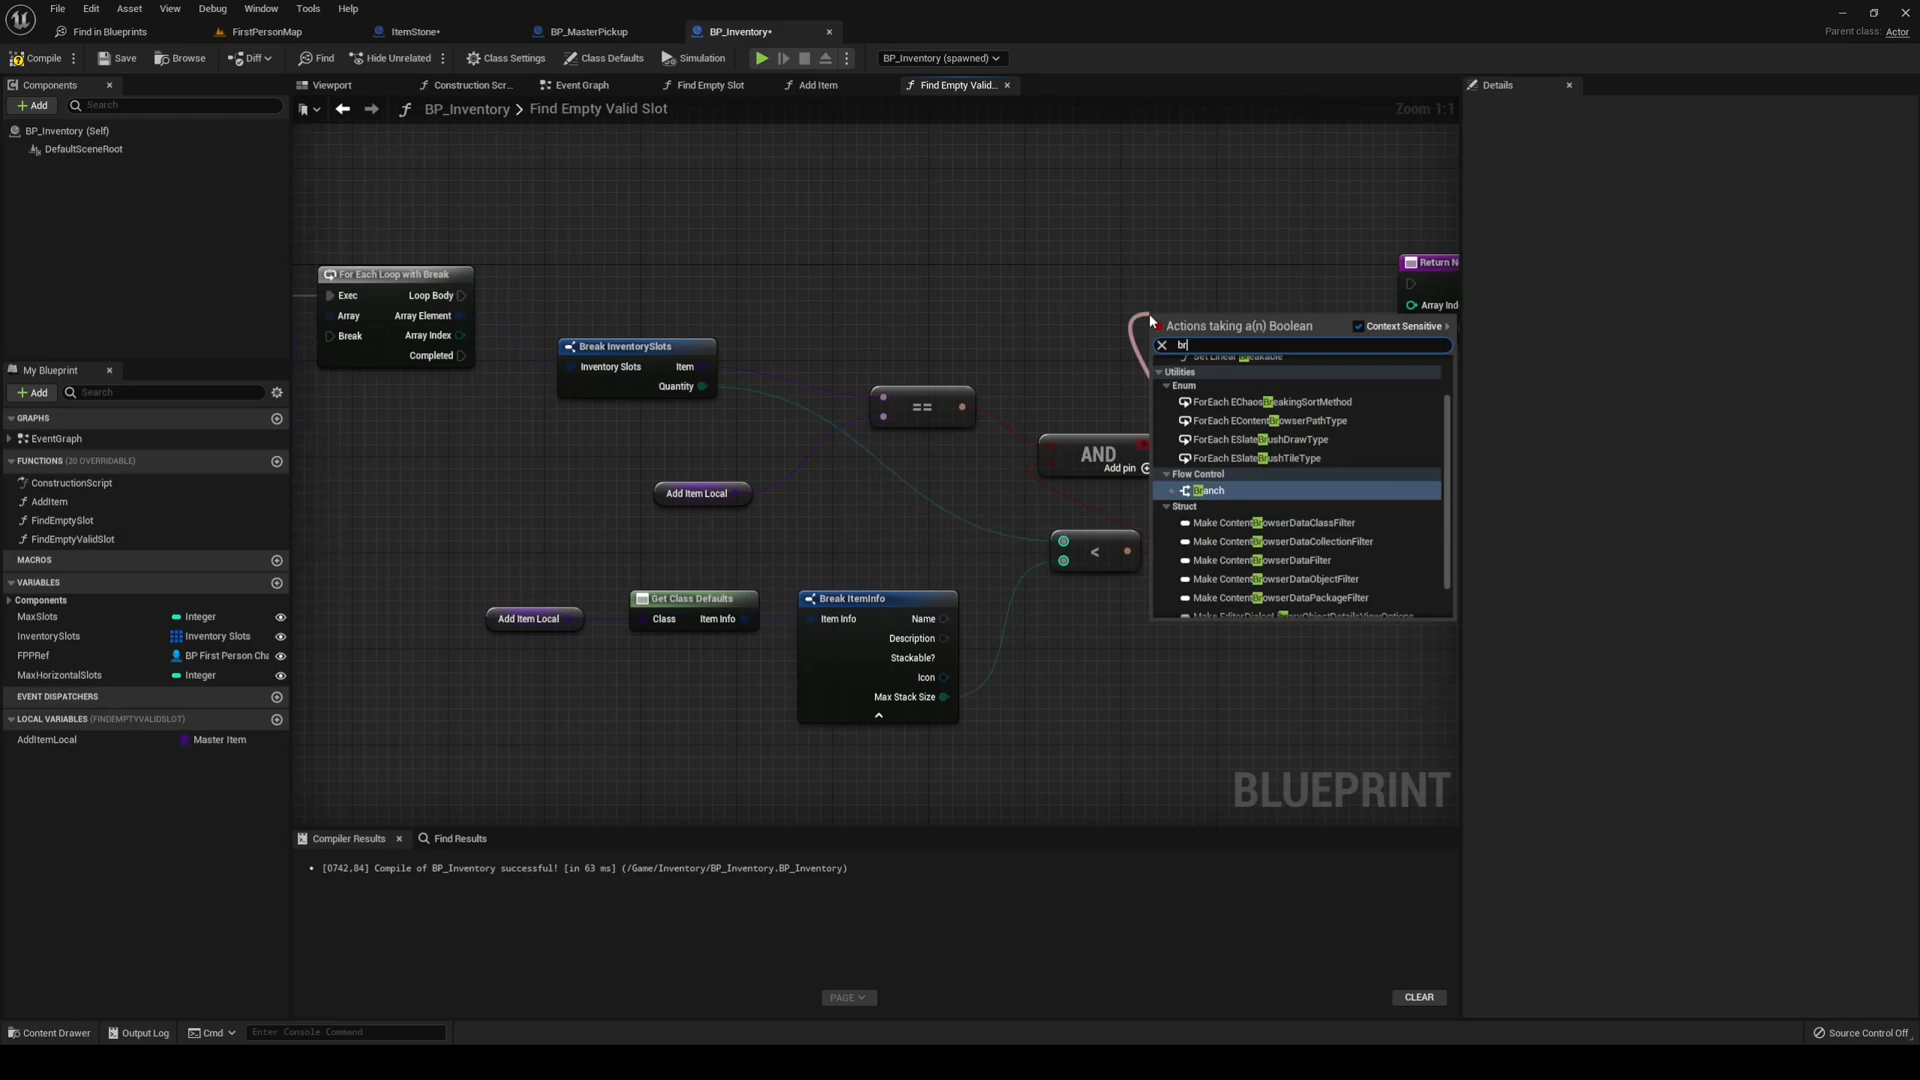 File Edit Asset View Debug Window Tools Help
Find in Blueprints FirstPersonMap ItemStone• BP_MasterPickup BP_Inventory•
Parent class: Actor
Compile Save Browse Diff Find Hide Unrelated Class Settings Class Defaults Simulation BP_Inventory (spawned)
Components
Add Search
BP_Inventory (Self)
DefaultSceneRoot
Viewport Construction Scr... Event Graph Find Empty Slot Add Item Find Empty Valid...
BP_Inventory > Find Empty Valid Slot
Zoom 1:1
Details
My Blueprint
Add Search
GRAPHS
EventGraph
FUNCTIONS (20 OVERRIDABLE)
ConstructionScript
AddItem
FindEmptySlot
FindEmptyValidSlot
MACROS
VARIABLES
Components
MaxSlots Integer
InventorySlots Inventory Slots
FPPRef BP First Person Cha
MaxHorizontalSlots Integer
EVENT DISPATCHERS
LOCAL VARIABLES (FINDEMPTYVALIDSLOT)
AddItemLocal Master Item
For Each Loop with Break
Exec Loop Body
Array Array Element
Break Array Index
Completed
Break InventorySlots
Inventory Slots Item
Quantity
==
Add Item Local
AND
Add pin
<
Add Item Local
Get Class Defaults
Class Item Info
Break ItemInfo
Item Info Name
Description
Stackable?
Icon
Max Stack Size
Return N
Array Ind
Actions taking a(n) Boolean Context Sensitive
br
Set Linear Breakable
Utilities
Enum
ForEach EChaosBreakingSortMethod
ForEach EContentBrowserPathType
ForEach ESlateBrushDrawType
ForEach ESlateBrushTileType
Flow Control
Branch
Struct
Make ContentBrowserDataClassFilter
Make ContentBrowserDataCollectionFilter
Make ContentBrowserDataFilter
Make ContentBrowserDataObjectFilter
Make ContentBrowserDataPackageFilter
BLUEPRINT
Compiler Results Find Results
• [0742,84] Compile of BP_Inventory successful! [in 63 ms] (/Game/Inventory/BP_Inventory.BP_Inventory)
PAGE
CLEAR
Content Drawer Output Log Cmd Enter Console Command
Source Control Off